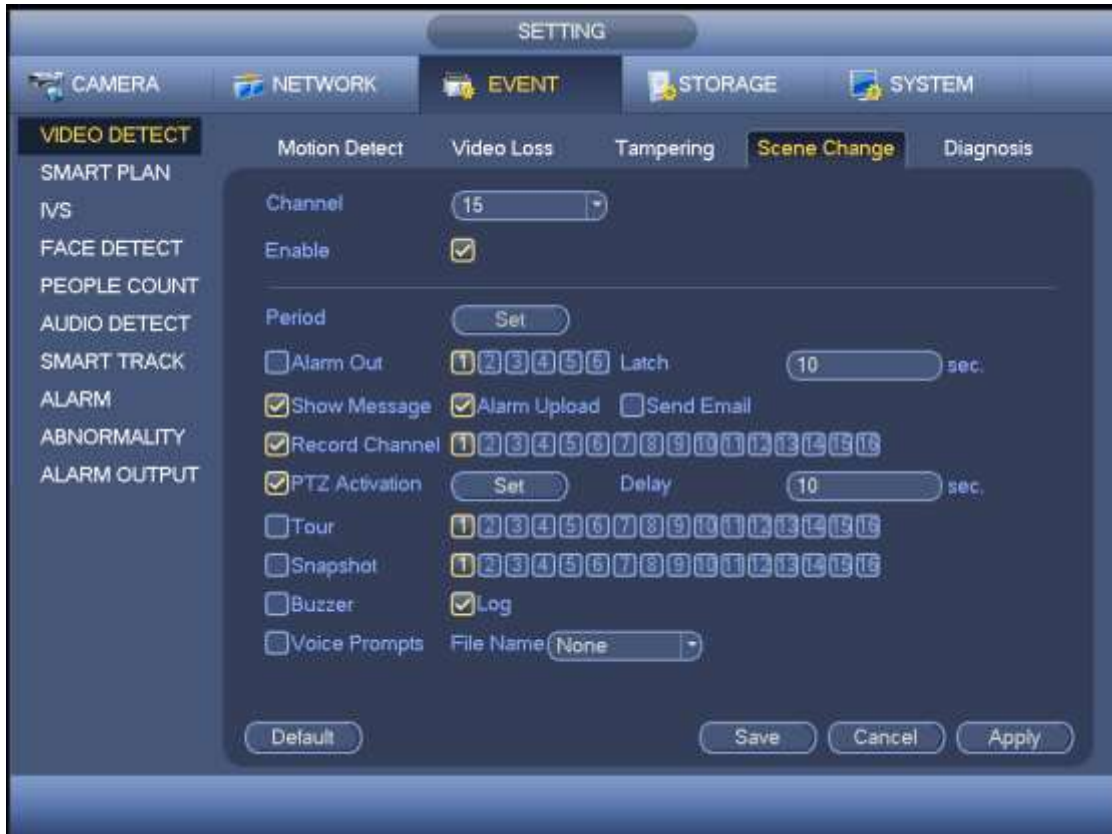 SETTING
CAMERA NETWORK EVENT STORAGE SYSTEM
VIDEO DETECT
SMART PLAN
IVS
FACE DETECT
PEOPLE COUNT
AUDIO DETECT
SMART TRACK
ALARM
ABNORMALITY
ALARM OUTPUT
Motion Detect Video Loss Tampering Scene Change Diagnosis
Channel 15
Enable
Period Set
Alarm Out 1 2 3 4 5 6 Latch 10 sec.
Show Message Alarm Upload Send Email
Record Channel 1 2 3 4 5 6 7 8 9 10 11 12 13 14 15 16
PTZ Activation Set Delay 10 sec.
Tour 1 2 3 4 5 6 7 8 9 10 11 12 13 14 15 16
Snapshot 1 2 3 4 5 6 7 8 9 10 11 12 13 14 15 16
Buzzer Log
Voice Prompts File Name None
Default Save Cancel Apply